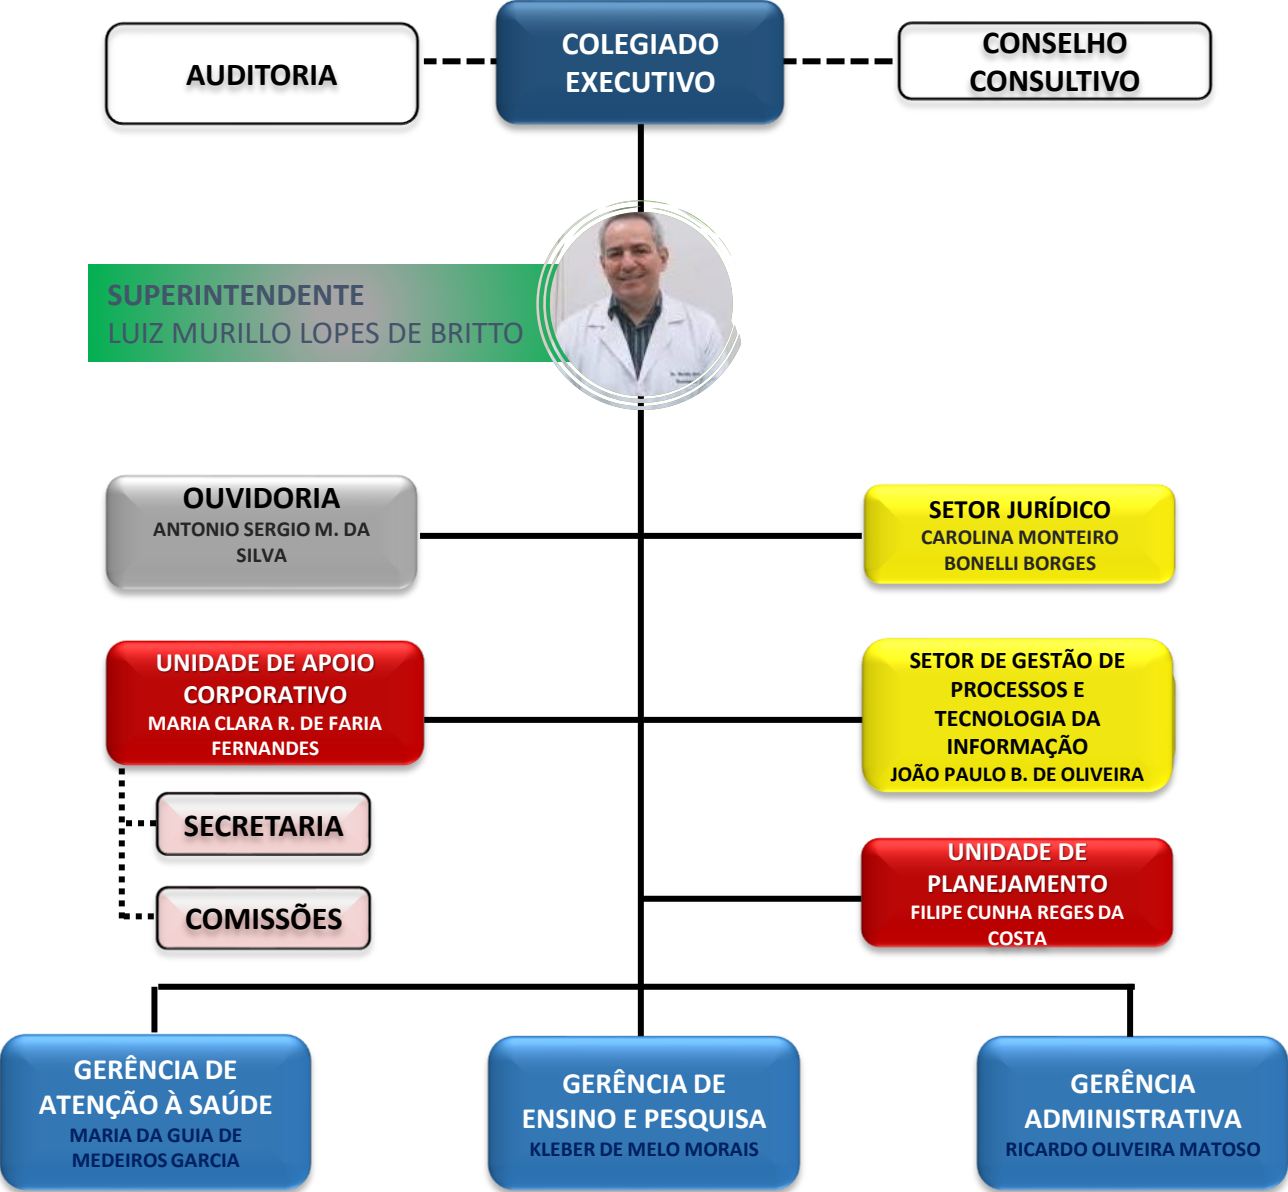 AUDITORIA
COLEGIADO
EXECUTIVO
CONSELHO
CONSULTIVO
SUPERINTENDENTE
LUIZ MURILLO LOPES DE BRITTO
OUVIDORIA
ANTONIO SERGIO M. DA
SILVA
SETOR JURÍDICO
CAROLINA MONTEIRO
BONELLI BORGES
UNIDADE DE APOIO
CORPORATIVO
MARIA CLARA R. DE FARIA
FERNANDES
SETOR DE GESTÃO DE
PROCESSOS E
TECNOLOGIA DA
INFORMAÇÃO
JOÃO PAULO B. DE OLIVEIRA
SECRETARIA
COMISSÕES
UNIDADE DE
PLANEJAMENTO
FILIPE CUNHA REGES DA
COSTA
GERÊNCIA DE
ATENÇÃO À SAÚDE
MARIA DA GUIA DE
MEDEIROS GARCIA
GERÊNCIA DE
ENSINO E PESQUISA
KLEBER DE MELO MORAIS
GERÊNCIA
ADMINISTRATIVA
RICARDO OLIVEIRA MATOSO